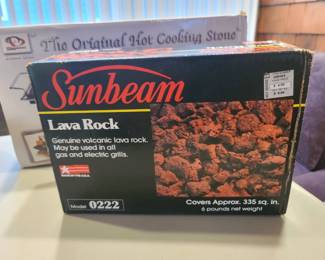 The Original Hot Cooking Stone
Sunbeam
Lava Rock
Genuine volcanic lava rock.
May be used in all
gas and electric grills.
Model 0222
Covers Approx. 335 sq. in.
6 pounds net weight